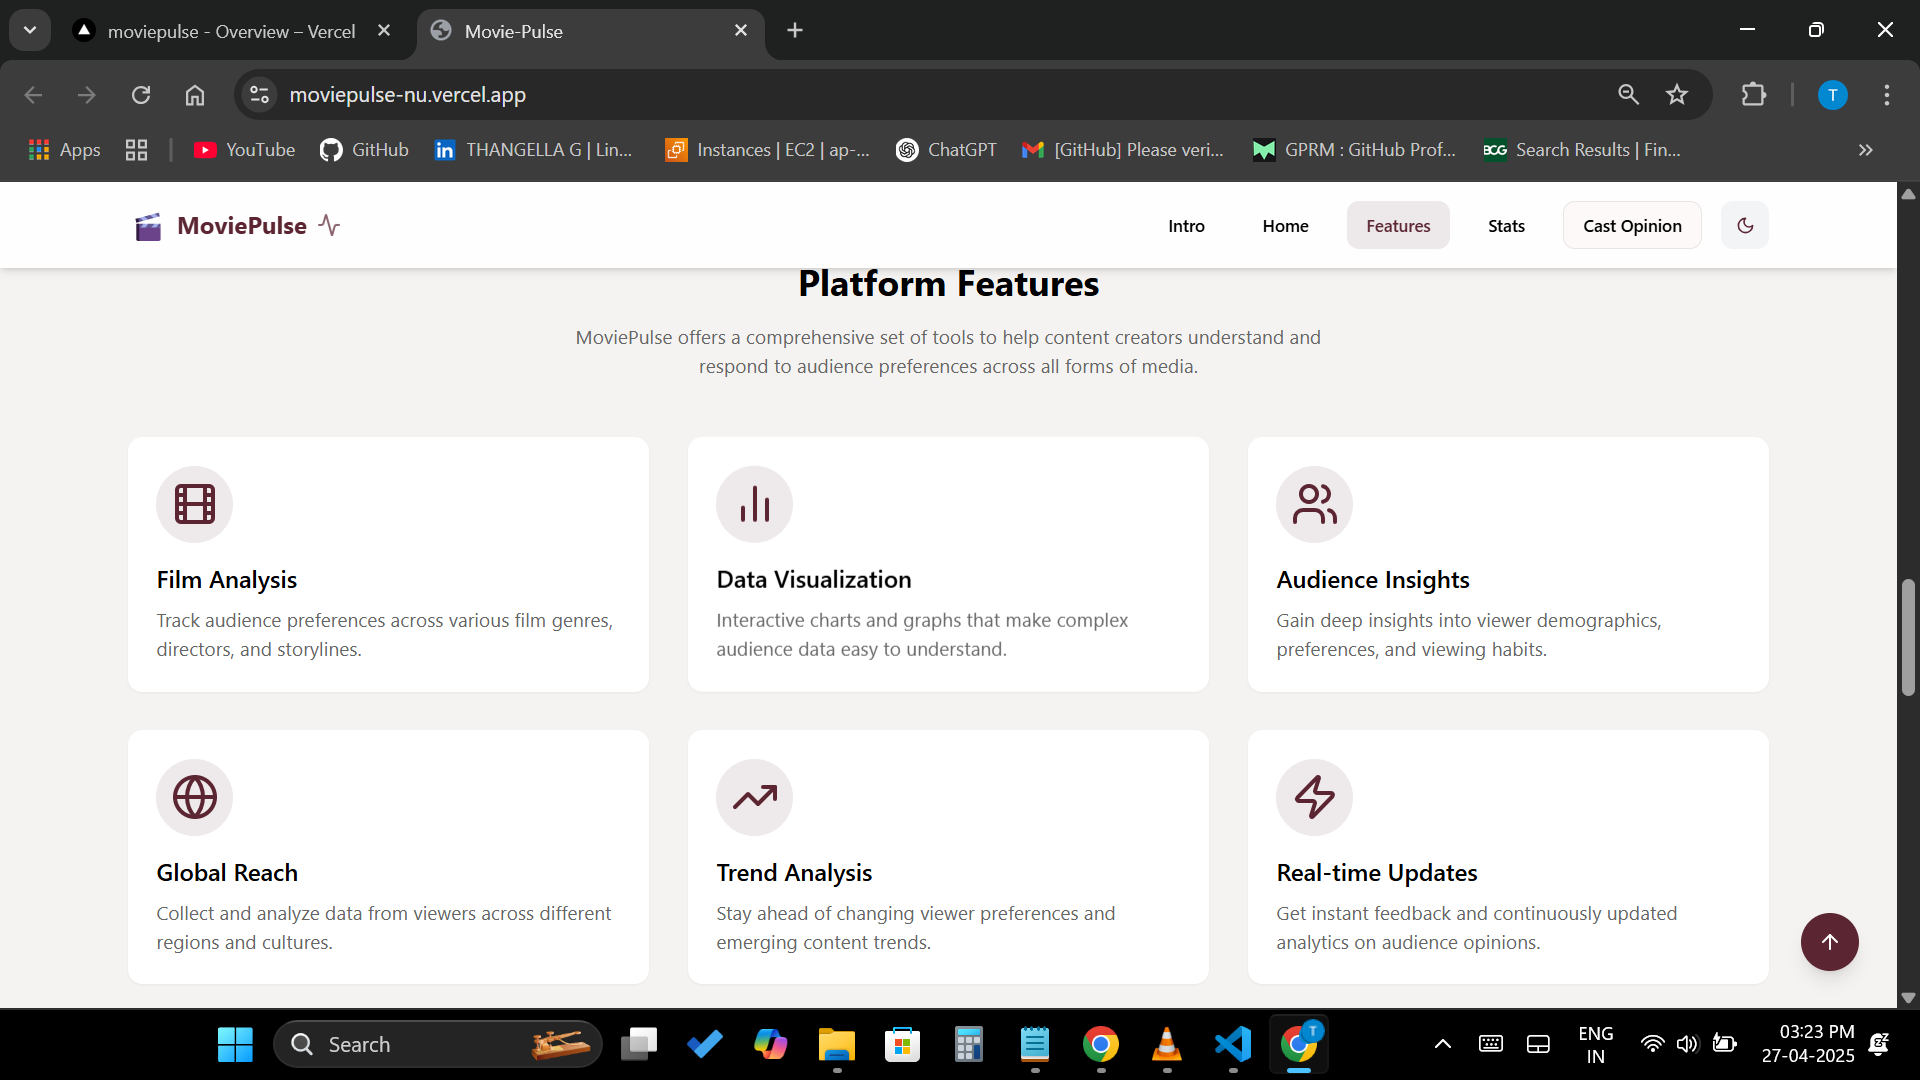 moviepulse - Overview – Vercel
Movie-Pulse
moviepulse-nu.vercel.app
T
Apps
YouTube
GitHub
in
THANGELLA G | Lin...
Instances | EC2 | ap-...
ChatGPT
[GitHub] Please veri...
GPRM : GitHub Prof...
BCG
Search Results | Fin...
MoviePulse
Intro
Home
Features
Stats
Cast Opinion
Platform Features
MoviePulse offers a comprehensive set of tools to help content creators understand and
respond to audience preferences across all forms of media.
Film Analysis
Track audience preferences across various film genres,
directors, and storylines.
Data Visualization
Interactive charts and graphs that make complex
audience data easy to understand.
Audience Insights
Gain deep insights into viewer demographics,
preferences, and viewing habits.
Global Reach
Collect and analyze data from viewers across different
regions and cultures.
Trend Analysis
Stay ahead of changing viewer preferences and
emerging content trends.
Real-time Updates
Get instant feedback and continuously updated
analytics on audience opinions.
Search
T
ENG
IN
03:23 PM
27-04-2025